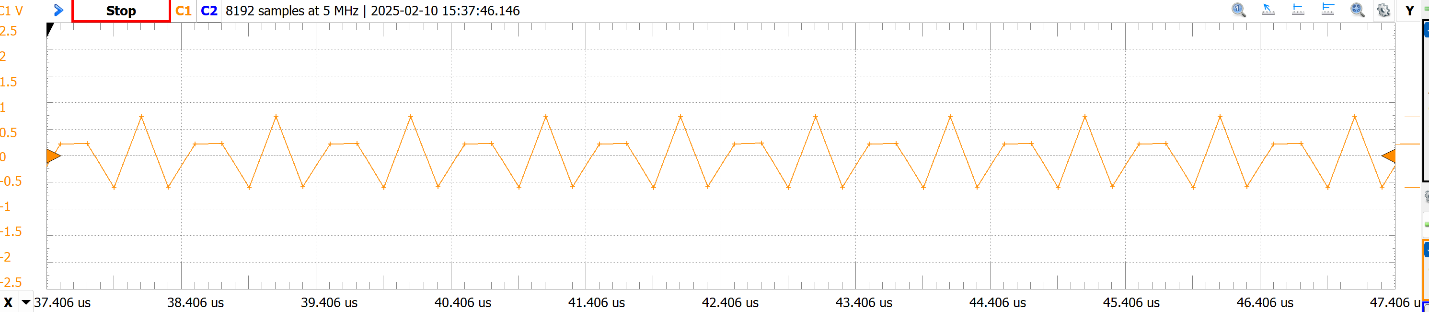 C1 V
Stop
C1 C2 8192 samples at 5 MHz | 2025-02-10 15:37:46.146
Y
2.5
2
1.5
1
0.5
0
-0.5
-1
-1.5
-2
-2.5
X
37.406 us 38.406 us 39.406 us 40.406 us 41.406 us 42.406 us 43.406 us 44.406 us 45.406 us 46.406 us 47.406 u